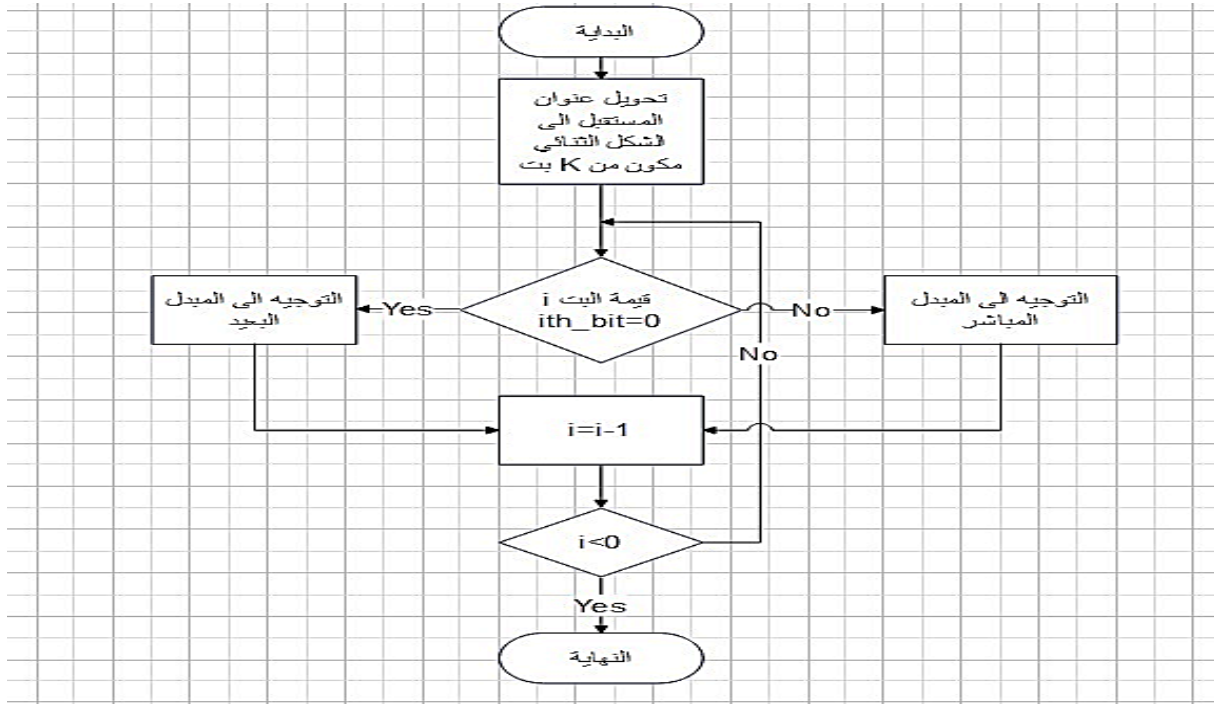 البداية
تحويل عنوان
المستقبل الى
الشكل الثنائي
مكون من K بت
قيمة البت i
ith_bit=0
Yes
التوجيه الى المبدل
البعيد
No
التوجيه الى المبدل
المباشر
No
i=i-1
i<0
Yes
النهاية